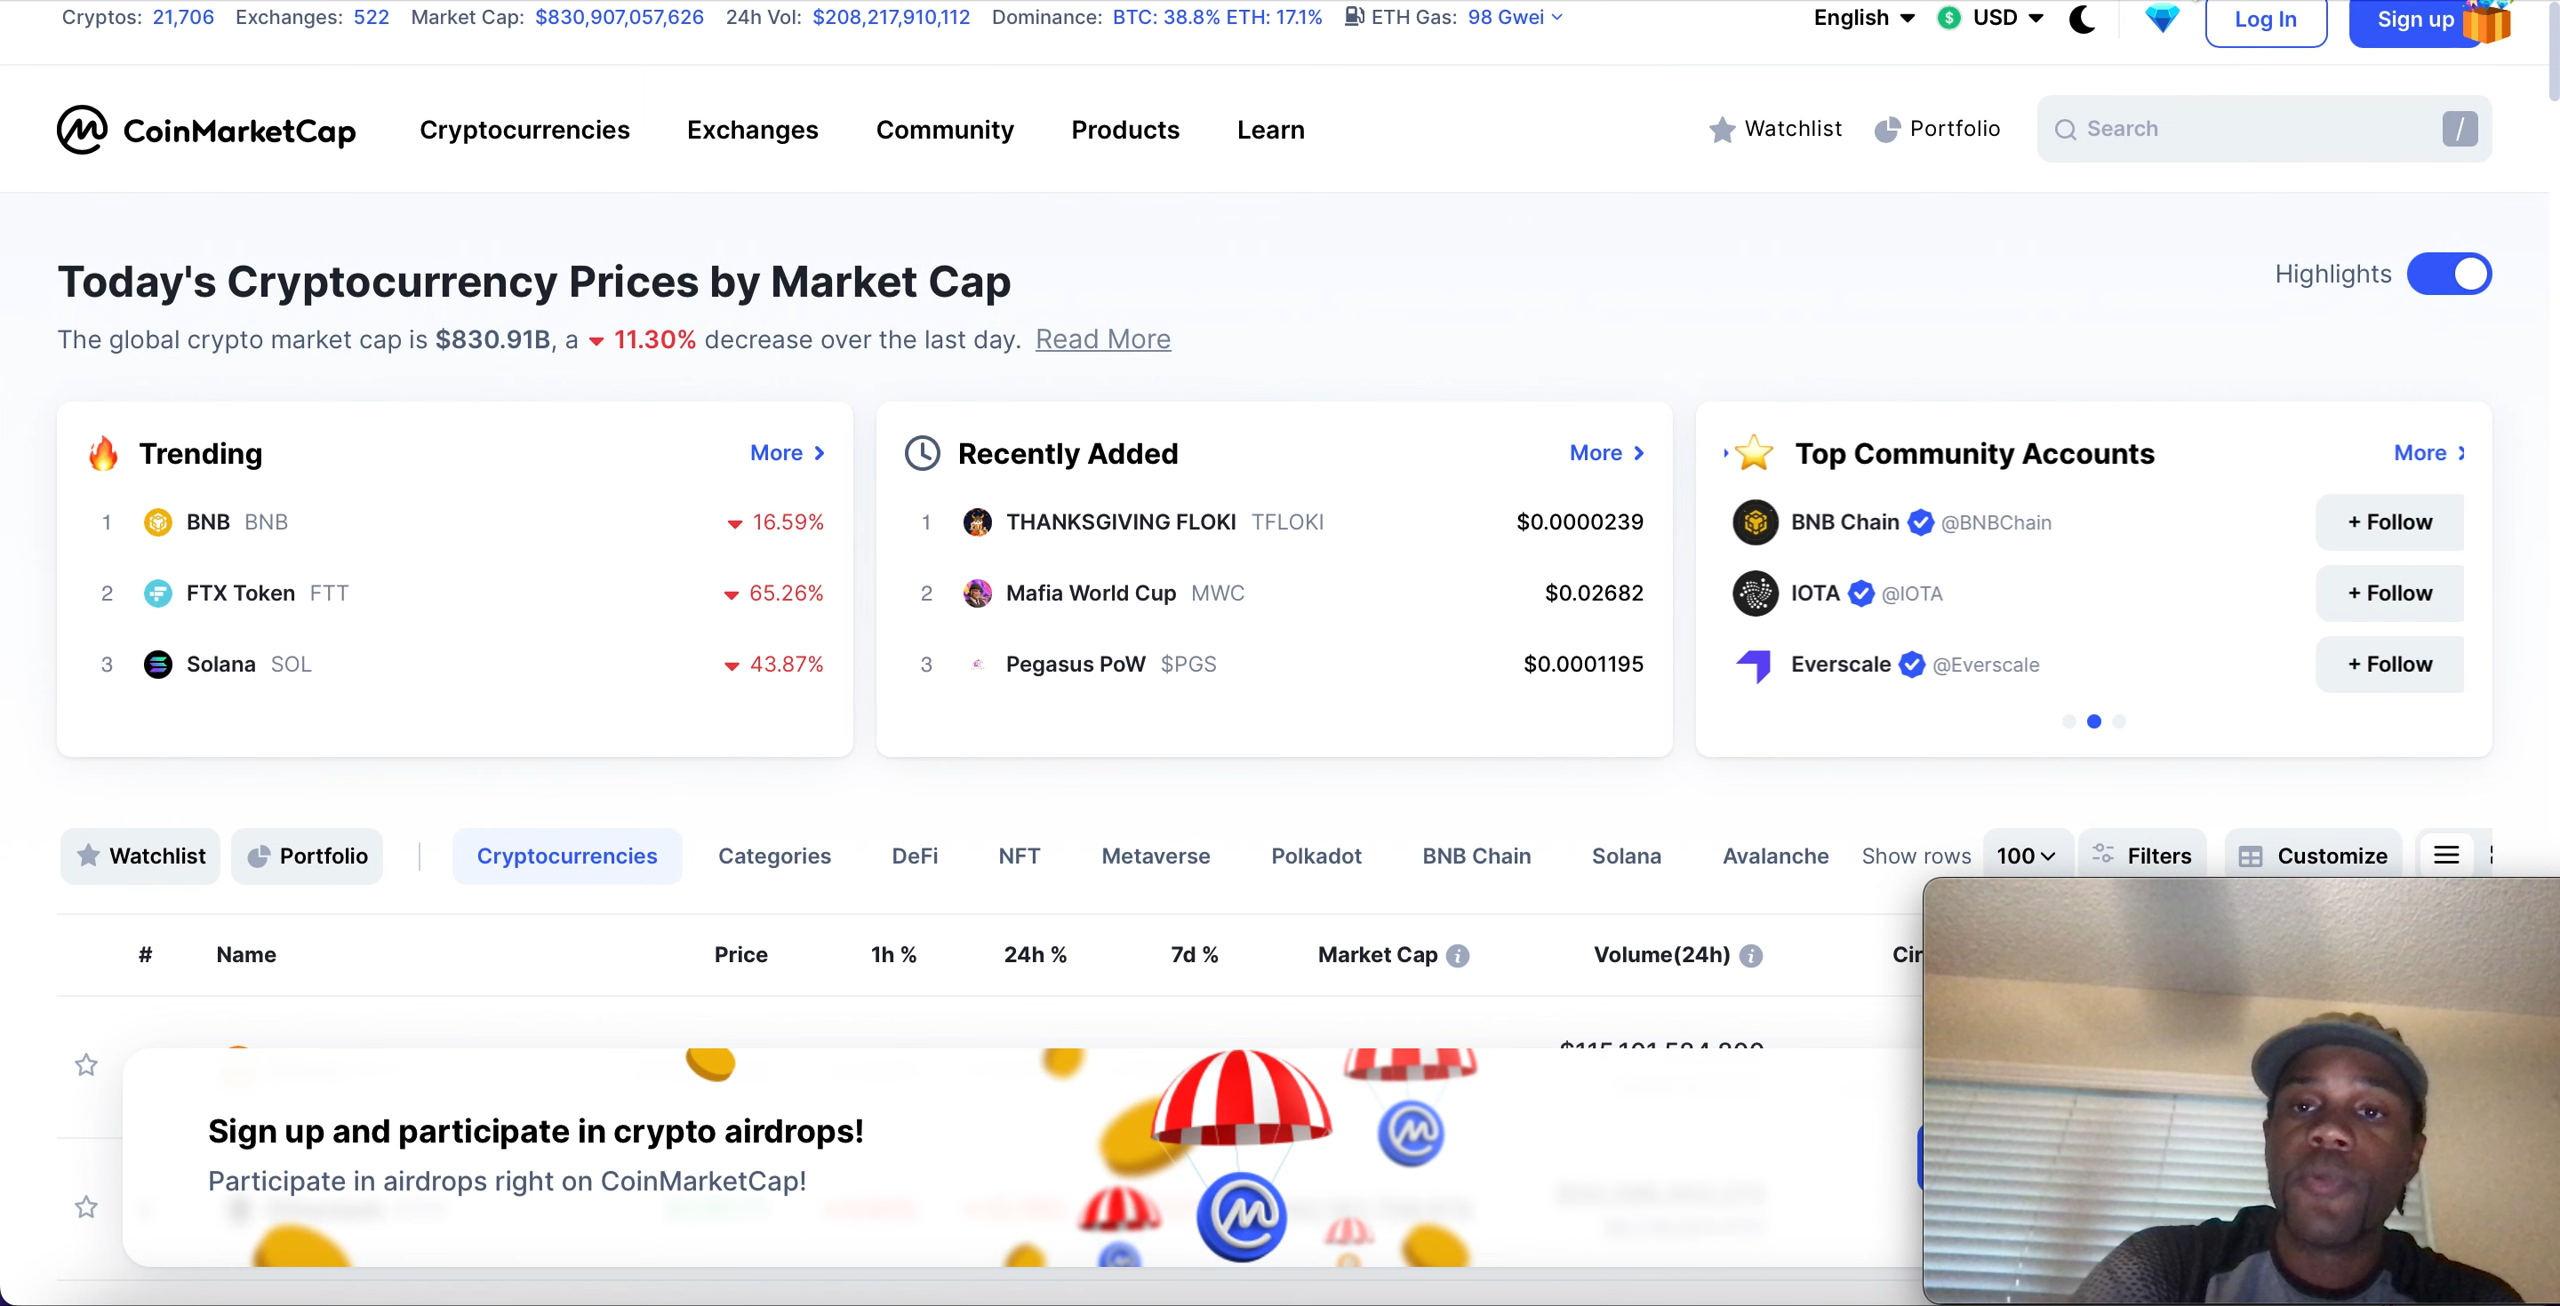 Cryptos: 21,706 Exchanges: 522 Market Cap: $830,907,057,626 24h Vol: $208,217,910,112 Dominance: BTC: 38.8% ETH: 17.1% ETH Gas: 98 Gwei English USD Log In Sign up
CoinMarketCap Cryptocurrencies Exchanges Community Products Learn Watchlist Portfolio Search /
Today's Cryptocurrency Prices by Market Cap
Highlights
The global crypto market cap is $830.91B, a 11.30% decrease over the last day. Read More
Trending More
1 BNB BNB 16.59%
2 FTX Token FTT 65.26%
3 Solana SOL 43.87%
Recently Added More
1 THANKSGIVING FLOKI TFLOKI $0.0000239
2 Mafia World Cup MWC $0.02682
3 Pegasus PoW $PGS $0.0001195
Top Community Accounts More
BNB Chain @BNBChain + Follow
IOTA @IOTA + Follow
Everscale @Everscale + Follow
Watchlist Portfolio Cryptocurrencies Categories DeFi NFT Metaverse Polkadot BNB Chain Solana Avalanche Show rows 100 Filters Customize
# Name Price 1h % 24h % 7d % Market Cap Volume(24h) Cir
Sign up and participate in crypto airdrops!
Participate in airdrops right on CoinMarketCap!